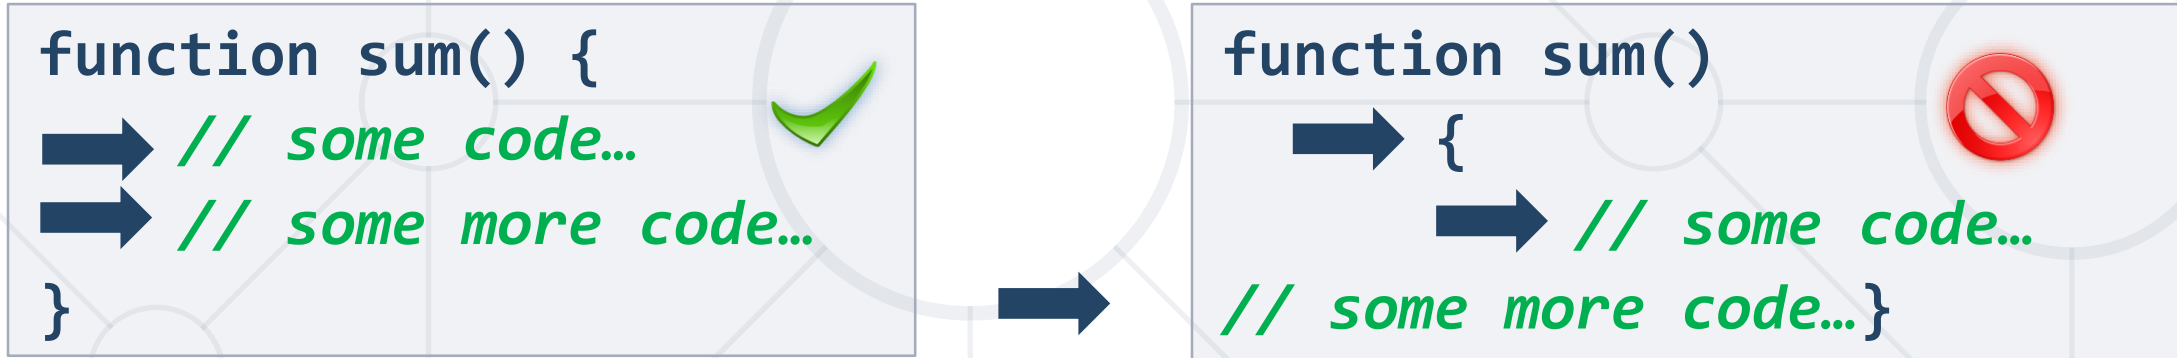 function sum() {
// some code…
// some more code…
}
function sum()
{
// some code…
// some more code…}